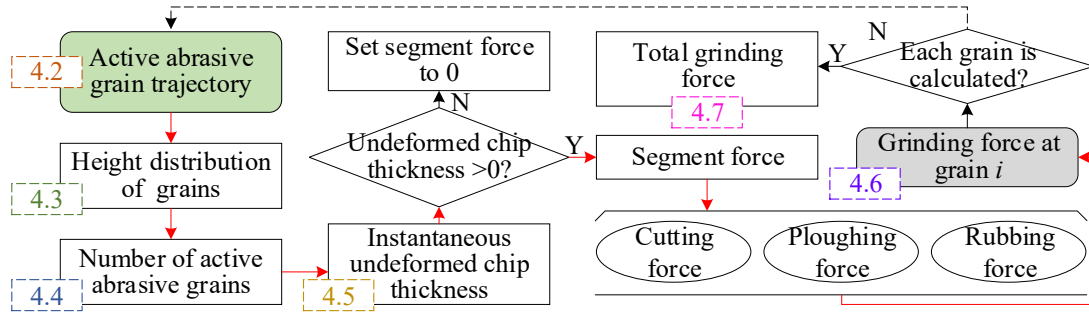 4.2
Active abrasive
grain trajectory
4.3
Height distribution
of grains
4.4
Number of active
abrasive grains
4.5
Instantaneous
undeformed chip
thickness
Undeformed chip
thickness >0?
N
Y
Set segment force
to 0
Segment force
Cutting
force
Ploughing
force
Rubbing
force
4.6
Grinding force at
grain i
Each grain is
calculated?
N
Y
Total grinding
force
4.7